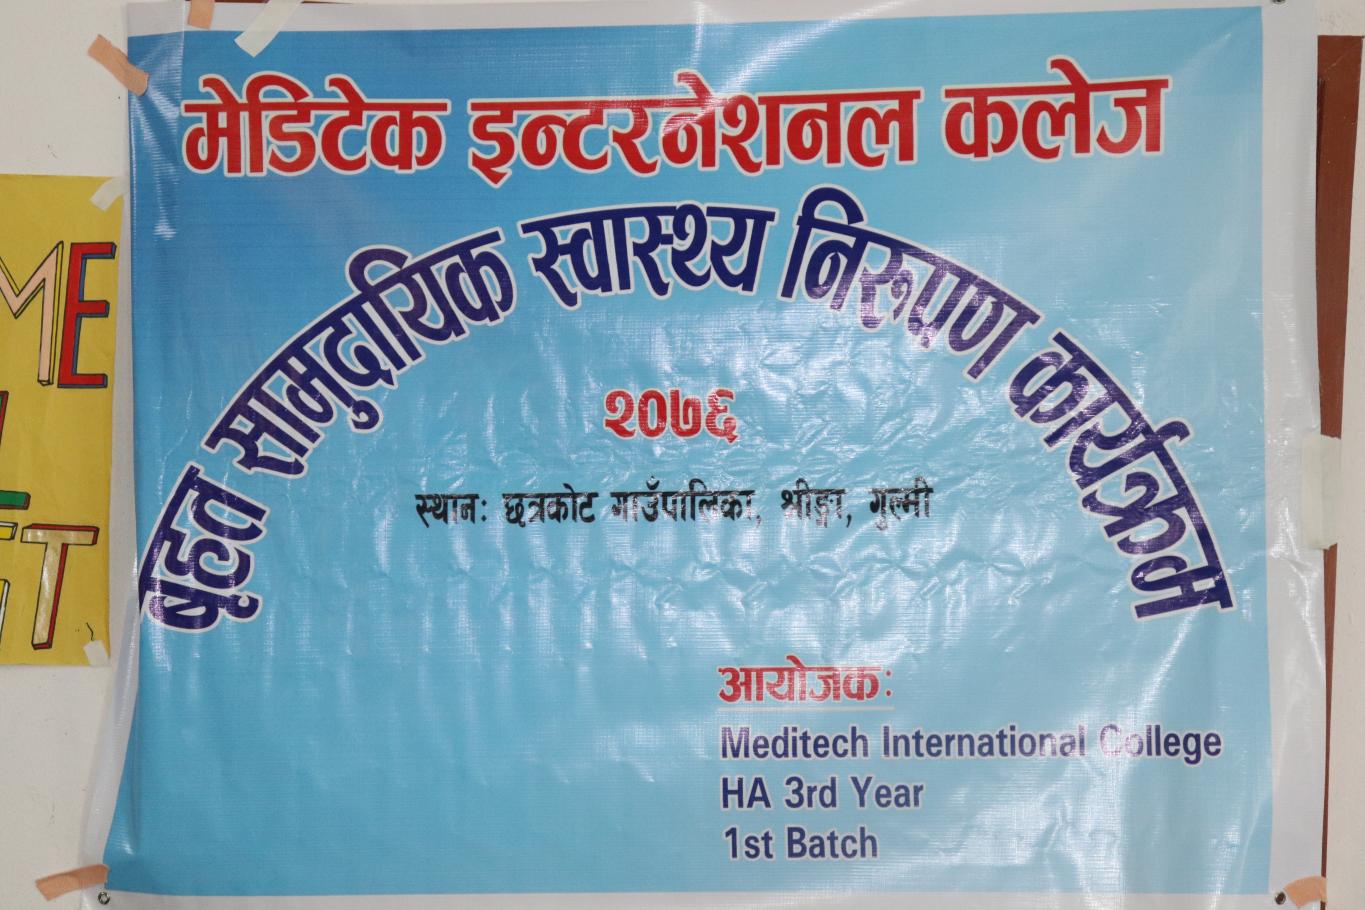 मेडिटेक इन्टरनेशनल कलेज
बृहत सामुदायिक स्वास्थ्य निरूपण कार्यक्रम
२०७६
स्थान: छत्रकोट गाउँपालिका, श्रीङ्गा, गुल्मी
आयोजक:
Meditech International College
HA 3rd Year
1st Batch
ME